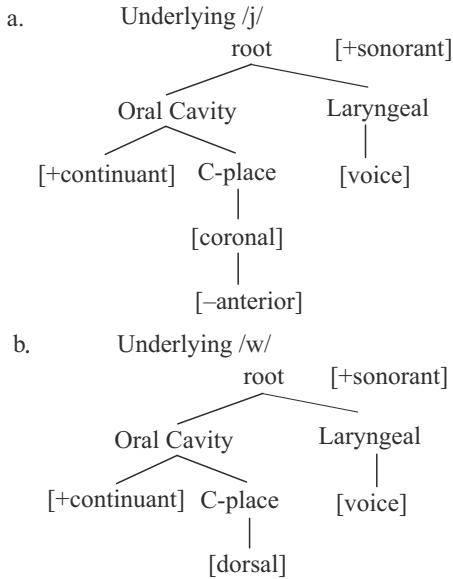 a. Underlying /j/
root [+sonorant]
Oral Cavity Laryngeal
[+continuant] C-place [voice]
[coronal]
[–anterior]
b. Underlying /w/
root [+sonorant]
Oral Cavity Laryngeal
[+continuant] C-place [voice]
[dorsal]